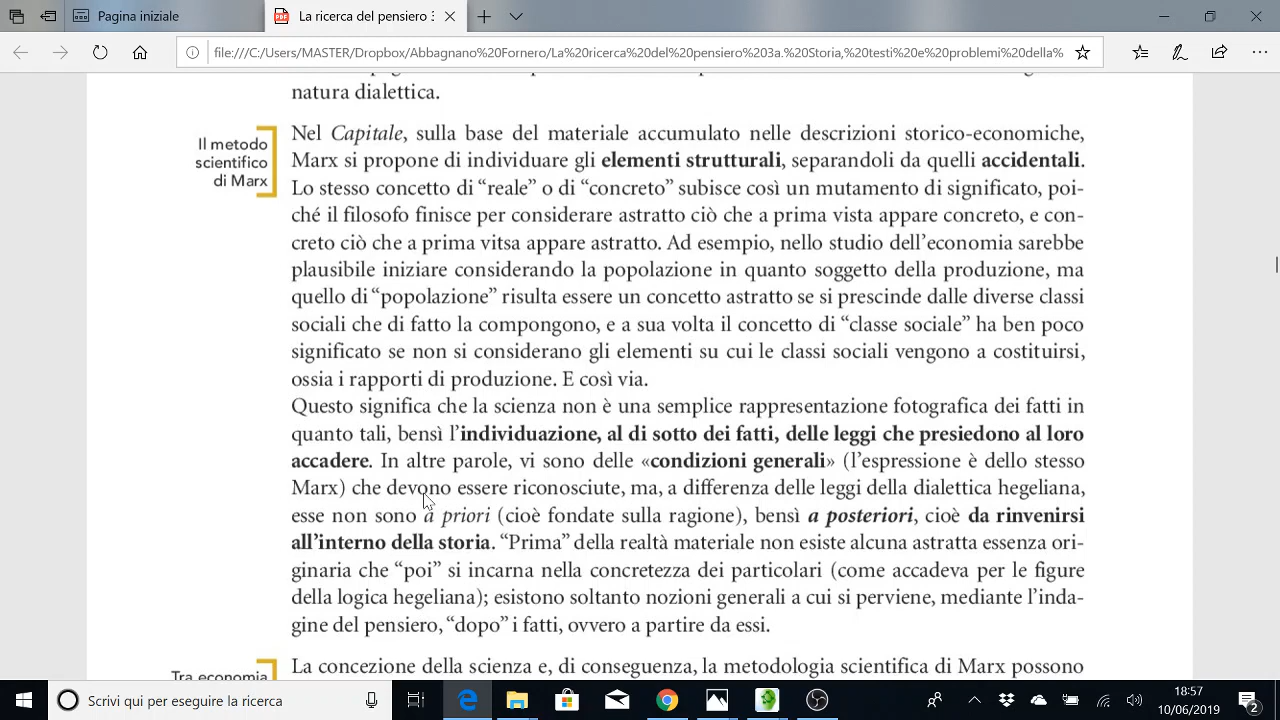 Pagina iniziale
La ricerca del pensiero 3
file:///C:/Users/MASTER/Dropbox/Abbagnano%20Fornero/La%20ricerca%20del%20pensiero%203a.%20Storia,%20testi%20e%20problemi%20della%
natura dialettica.
Il metodo
scientifico
di Marx
Nel Capitale, sulla base del materiale accumulato nelle descrizioni storico-economiche,
Marx si propone di individuare gli elementi strutturali, separandoli da quelli accidentali.
Lo stesso concetto di “reale” o di “concreto” subisce così un mutamento di significato, poi-
ché il filosofo finisce per considerare astratto ciò che a prima vista appare concreto, e con-
creto ciò che a prima vitsa appare astratto. Ad esempio, nello studio dell’economia sarebbe
plausibile iniziare considerando la popolazione in quanto soggetto della produzione, ma
quello di “popolazione” risulta essere un concetto astratto se si prescinde dalle diverse classi
sociali che di fatto la compongono, e a sua volta il concetto di “classe sociale” ha ben poco
significato se non si considerano gli elementi su cui le classi sociali vengono a costituirsi,
ossia i rapporti di produzione. E così via.
Questo significa che la scienza non è una semplice rappresentazione fotografica dei fatti in
quanto tali, bensì l’individuazione, al di sotto dei fatti, delle leggi che presiedono al loro
accadere. In altre parole, vi sono delle «condizioni generali» (l’espressione è dello stesso
Marx) che devono essere riconosciute, ma, a differenza delle leggi della dialettica hegeliana,
esse non sono a priori (cioè fondate sulla ragione), bensì a posteriori, cioè da rinvenirsi
all’interno della storia. “Prima” della realtà materiale non esiste alcuna astratta essenza ori-
ginaria che “poi” si incarna nella concretezza dei particolari (come accadeva per le figure
della logica hegeliana); esistono soltanto nozioni generali a cui si perviene, mediante l’inda-
gine del pensiero, “dopo” i fatti, ovvero a partire da essi.
Tra economia
La concezione della scienza e, di conseguenza, la metodologia scientifica di Marx possono
Scrivi qui per eseguire la ricerca
18:57
10/06/2019
2